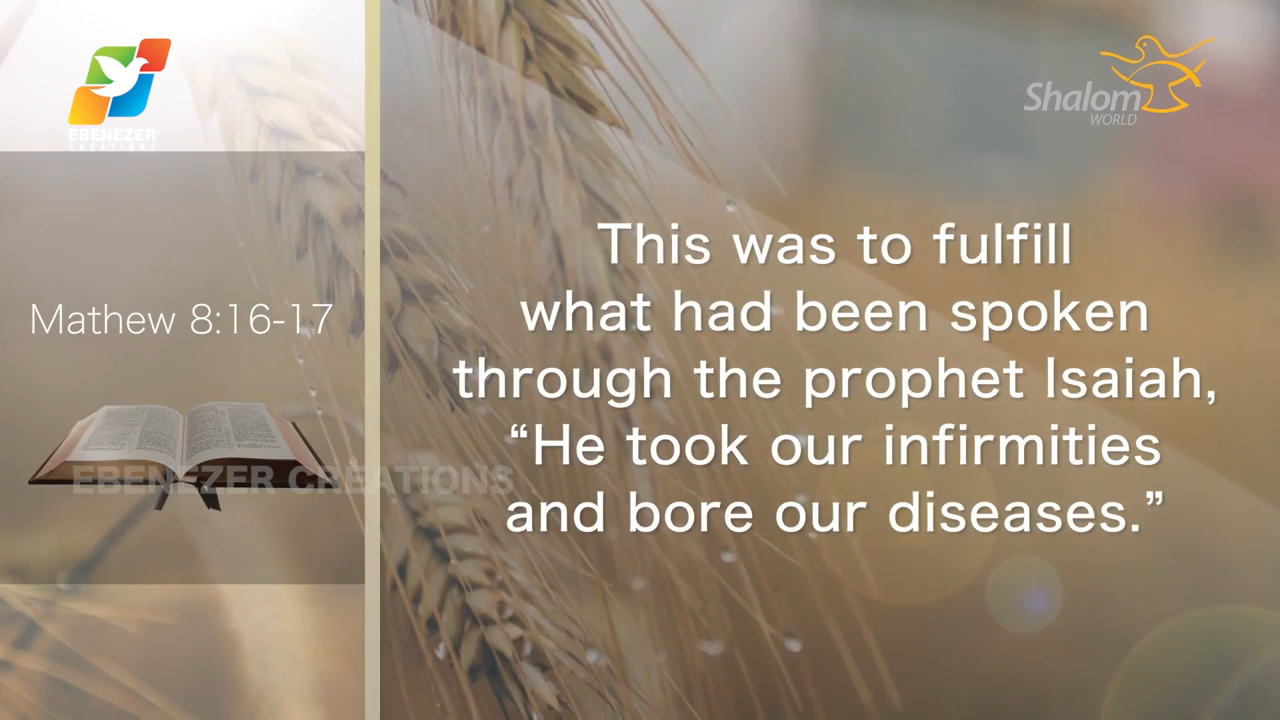 EBENEZER
CREATIONS
Shalom
WORLD
Mathew 8:16-17
This was to fulfill
what had been spoken
through the prophet Isaiah,
“He took our infirmities
and bore our diseases.”
EBENEZER CREATIONS